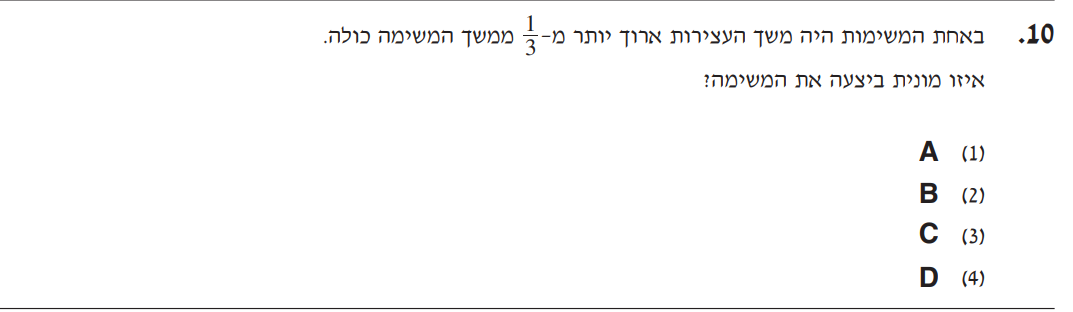 10. באחת המשימות היה משך העצירות ארוך יותר מ-1/3 ממשך המשימה כולה.
איזו מונית ביצעה את המשימה?
(1) A
(2) B
(3) C
(4) D